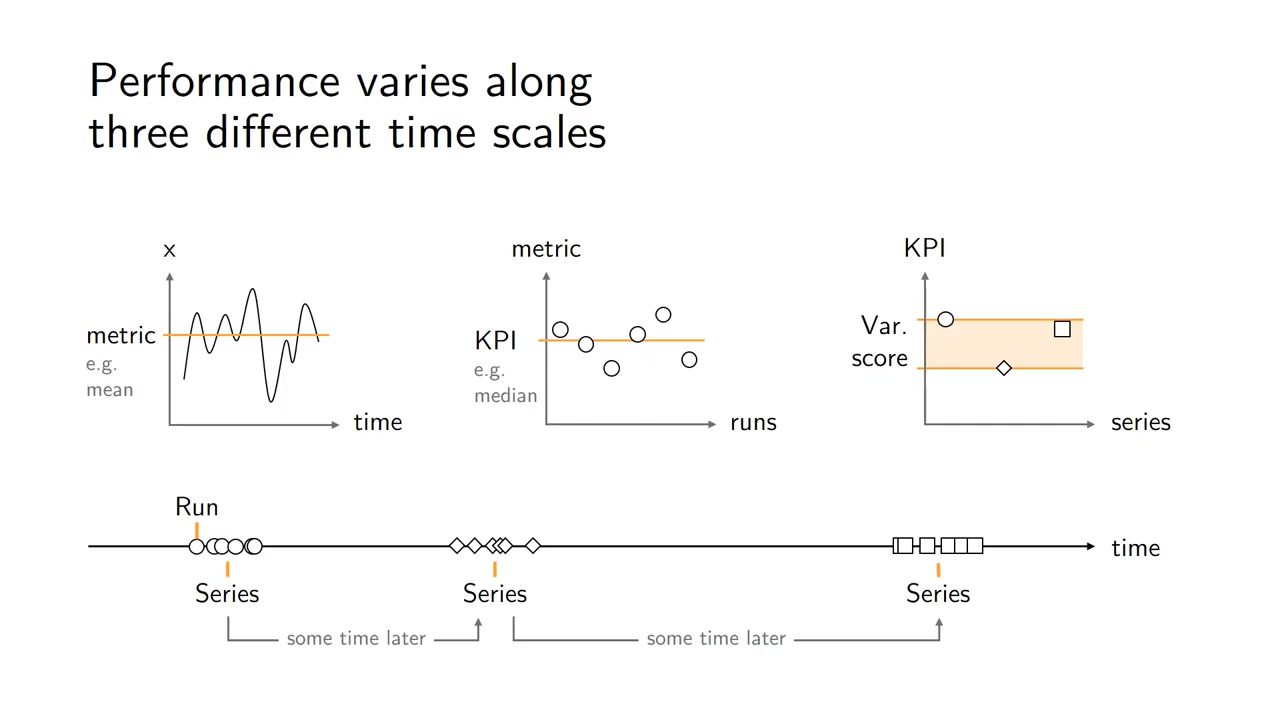 Performance varies along
three different time scales
x
metric
e.g.
mean
time
metric
KPI
e.g.
median
runs
KPI
Var.
score
series
Run
time
Series
Series
Series
some time later
some time later